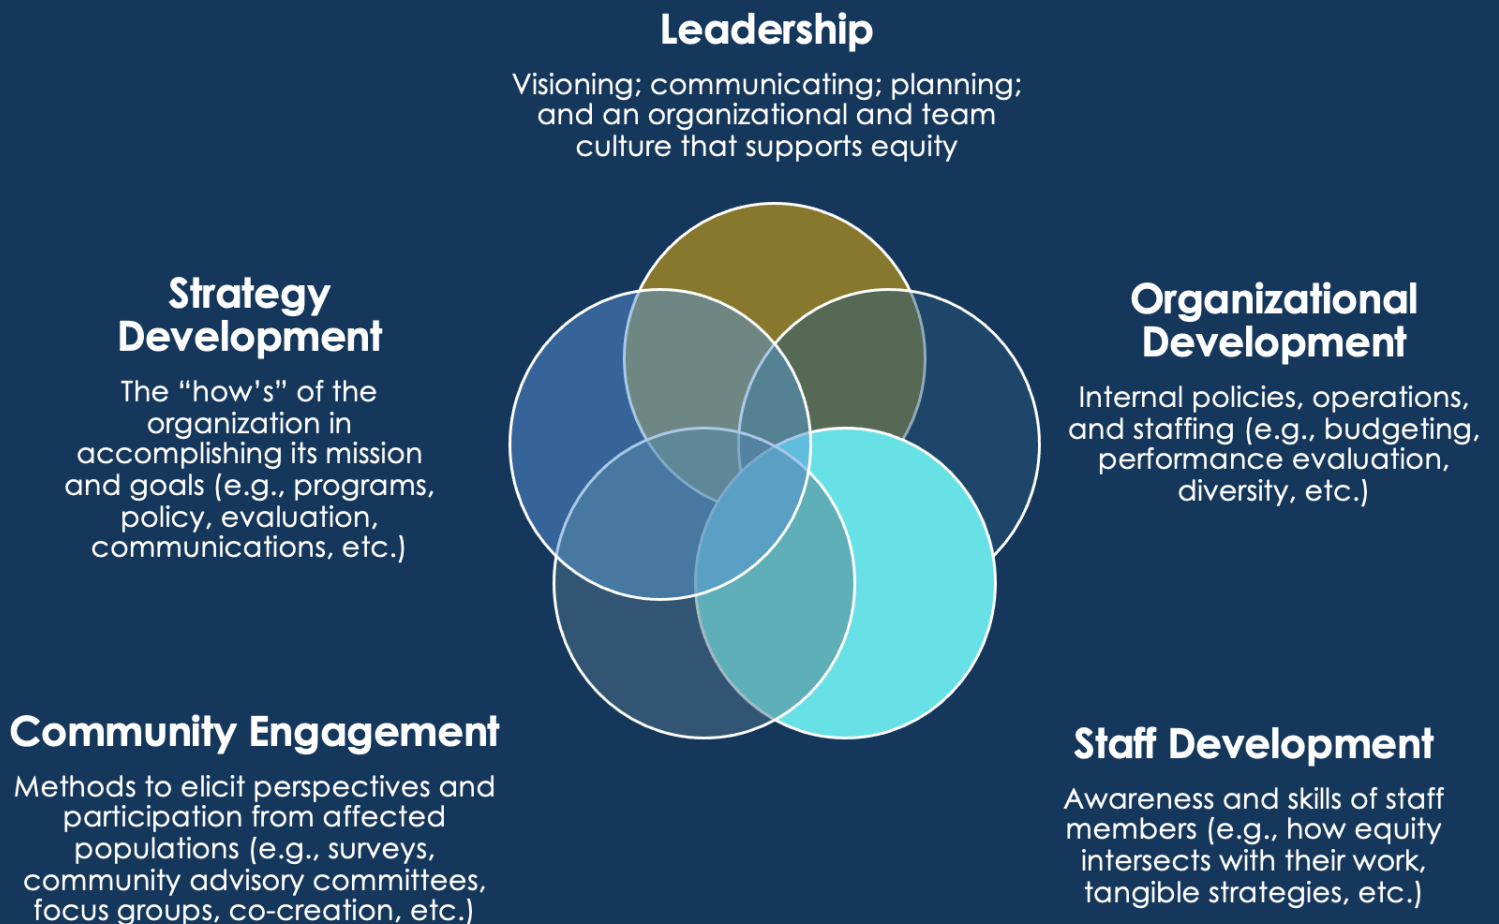 Leadership
Visioning; communicating; planning;
and an organizational and team
culture that supports equity
Strategy
Development
The “how’s” of the
organization in
accomplishing its mission
and goals (e.g., programs,
policy, evaluation,
communications, etc.)
Organizational
Development
Internal policies, operations,
and staffing (e.g., budgeting,
performance evaluation,
diversity, etc.)
Community Engagement
Methods to elicit perspectives and
participation from affected
populations (e.g., surveys,
community advisory committees,
focus groups, co-creation, etc.)
Staff Development
Awareness and skills of staff
members (e.g., how equity
intersects with their work,
tangible strategies, etc.)